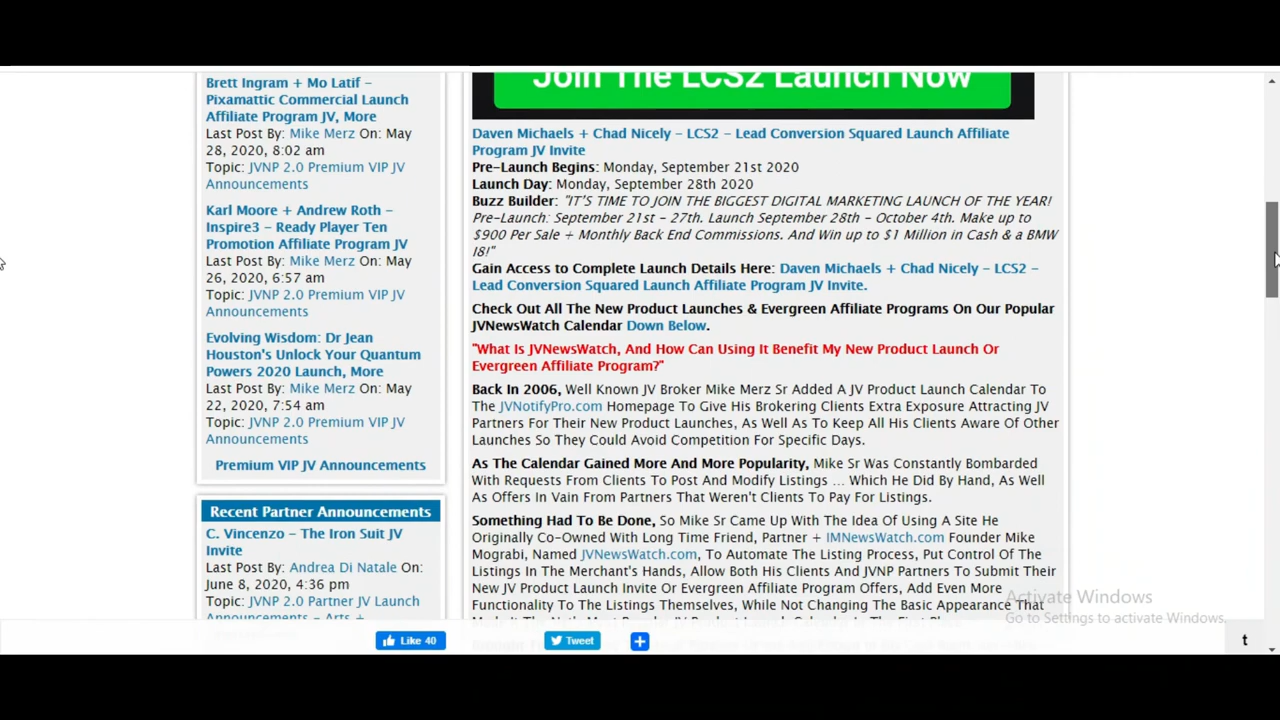 Brett Ingram + Mo Latif –
Pixamattic Commercial Launch
Affiliate Program JV, More
Last Post By: Mike Merz On: May
28, 2020, 8:02 am
Topic: JVNP 2.0 Premium VIP JV
Announcements
Karl Moore + Andrew Roth –
Inspire3 – Ready Player Ten
Promotion Affiliate Program JV
Last Post By: Mike Merz On: May
26, 2020, 6:57 am
Topic: JVNP 2.0 Premium VIP JV
Announcements
Evolving Wisdom: Dr Jean
Houston's Unlock Your Quantum
Powers 2020 Launch, More
Last Post By: Mike Merz On: May
22, 2020, 7:54 am
Topic: JVNP 2.0 Premium VIP JV
Announcements
Premium VIP JV Announcements
Recent Partner Announcements
C. Vincenzo – The Iron Suit JV
Invite
Last Post By: Andrea Di Natale On:
June 8, 2020, 4:36 pm
Topic: JVNP 2.0 Partner JV Launch
Announcements – Arts +
Join The LCS2 Launch Now
Daven Michaels + Chad Nicely – LCS2 – Lead Conversion Squared Launch Affiliate
Program JV Invite
Pre-Launch Begins: Monday, September 21st 2020
Launch Day: Monday, September 28th 2020
Buzz Builder: "IT'S TIME TO JOIN THE BIGGEST DIGITAL MARKETING LAUNCH OF THE YEAR!
Pre-Launch: September 21st – 27th. Launch September 28th – October 4th. Make up to
$900 Per Sale + Monthly Back End Commissions. And Win up to $1 Million in Cash & a BMW
I8!"
Gain Access to Complete Launch Details Here: Daven Michaels + Chad Nicely – LCS2 –
Lead Conversion Squared Launch Affiliate Program JV Invite.
Check Out All The New Product Launches & Evergreen Affiliate Programs On Our Popular
JVNewsWatch Calendar Down Below.
"What Is JVNewsWatch, And How Can Using It Benefit My New Product Launch Or
Evergreen Affiliate Program?"
Back In 2006, Well Known JV Broker Mike Merz Sr Added A JV Product Launch Calendar To
The JVNotifyPro.com Homepage To Give His Brokering Clients Extra Exposure Attracting JV
Partners For Their New Product Launches, As Well As To Keep All His Clients Aware Of Other
Launches So They Could Avoid Competition For Specific Days.
As The Calendar Gained More And More Popularity, Mike Sr Was Constantly Bombarded
With Requests From Clients To Post And Modify Listings ... Which He Did By Hand, As Well
As Offers In Vain From Partners That Weren't Clients To Pay For Listings.
Something Had To Be Done, So Mike Sr Came Up With The Idea Of Using A Site He
Originally Co-Owned With Long Time Friend, Partner + IMNewsWatch.com Founder Mike
Mograbi, Named JVNewsWatch.com, To Automate The Listing Process, Put Control Of The
Listings In The Merchant's Hands, Allow Both His Clients And JVNP Partners To Submit Their
New JV Product Launch Invite Or Evergreen Affiliate Program Offers, Add Even More
Functionality To The Listings Themselves, While Not Changing The Basic Appearance That
Activate Windows
Go to Settings to activate Windows.
Like 40
Tweet
t